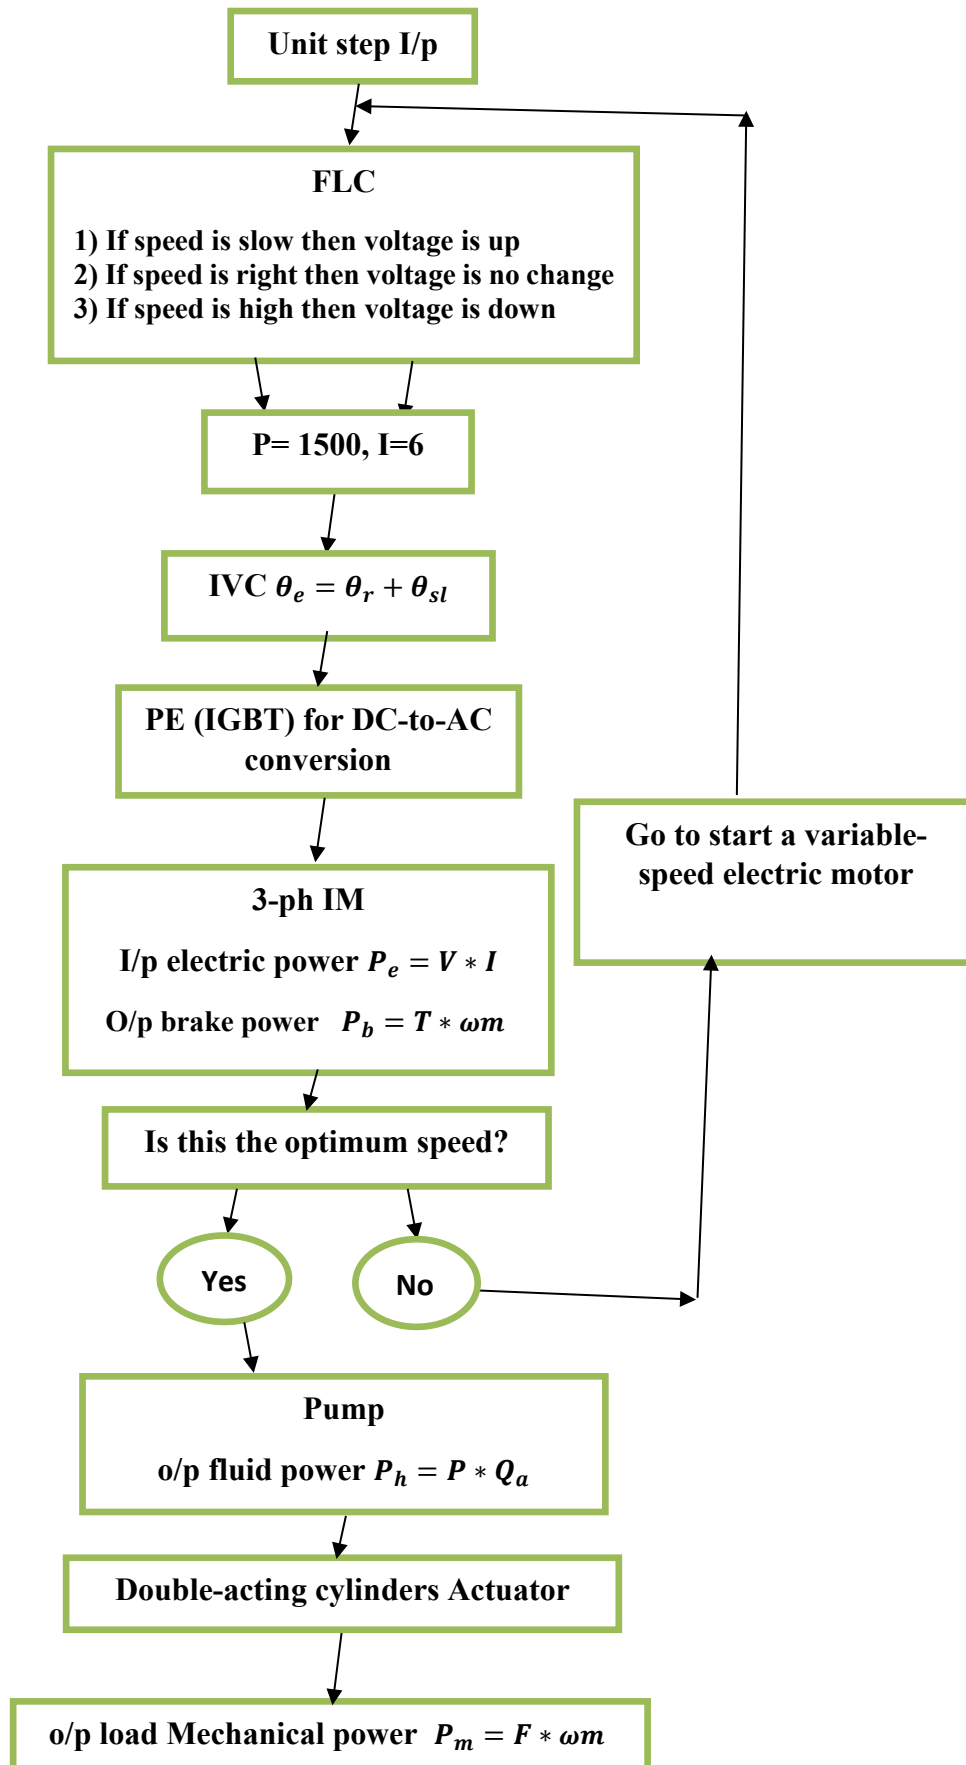 Unit step I/p
FLC
1) If speed is slow then voltage is up
2) If speed is right then voltage is no change
3) If speed is high then voltage is down
P= 1500, I=6
IVC θₑ = θᵣ + θₛₗ
PE (IGBT) for DC-to-AC
conversion
Go to start a variable-
speed electric motor
3-ph IM
I/p electric power Pₑ = V * I
O/p brake power P_b = T * ωm
Is this the optimum speed?
Yes
No
Pump
o/p fluid power Pₕ = P * Qₐ
Double-acting cylinders Actuator
o/p load Mechanical power Pₘ = F * ωm